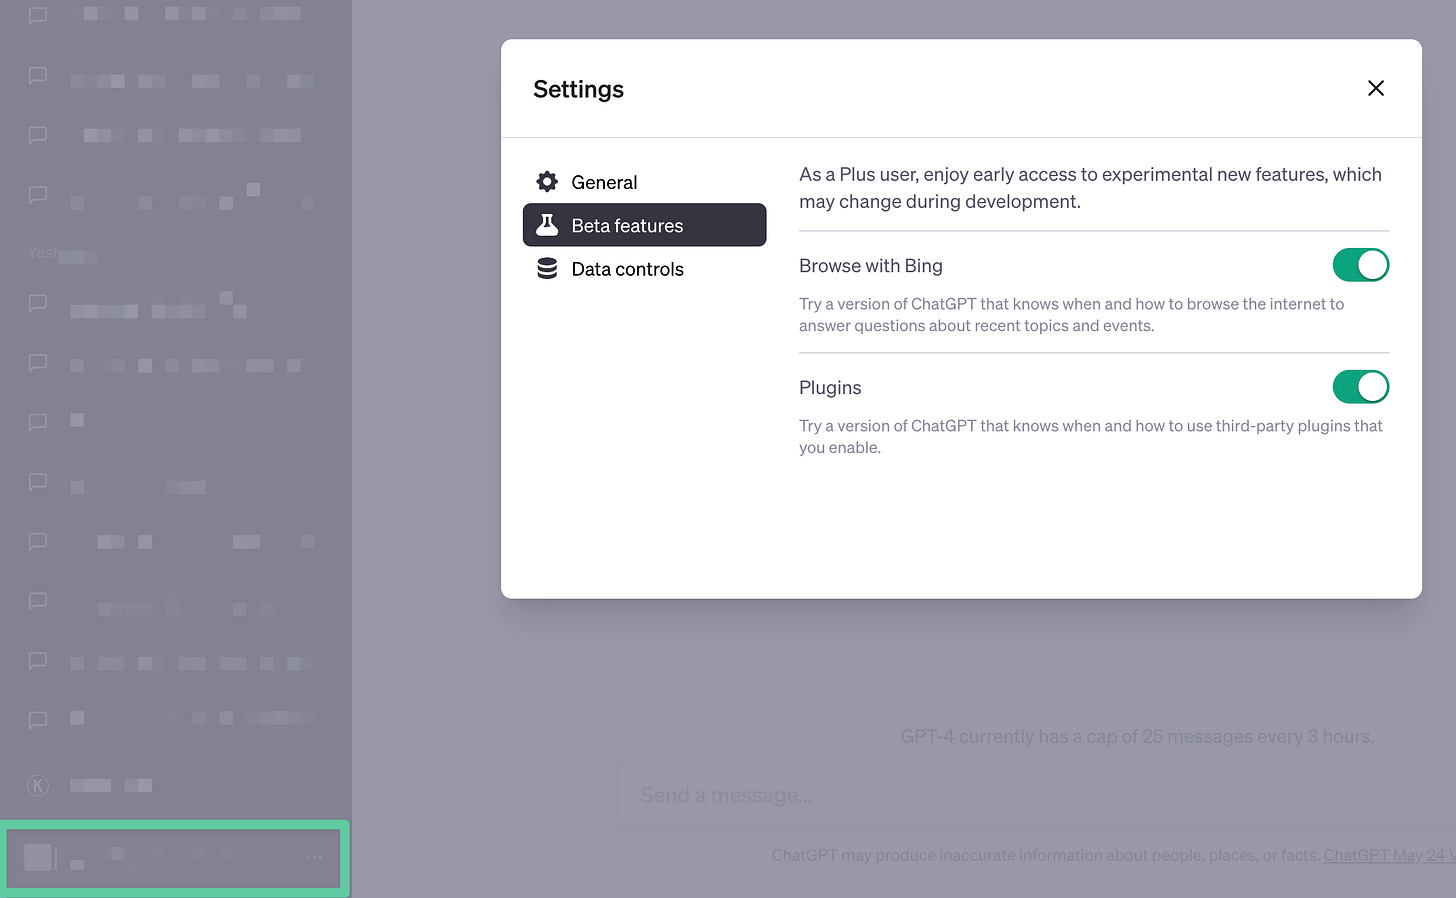 Settings
General
Beta features
Data controls
As a Plus user, enjoy early access to experimental new features, which
may change during development.
Browse with Bing
Try a version of ChatGPT that knows when and how to browse the internet to
answer questions about recent topics and events.
Plugins
Try a version of ChatGPT that knows when and how to use third-party plugins that
you enable.
Yest
K
GPT-4 currently has a cap of 25 messages every 3 hours.
Send a message...
ChatGPT may produce inaccurate information about people, places, or facts. ChatGPT May 24 V